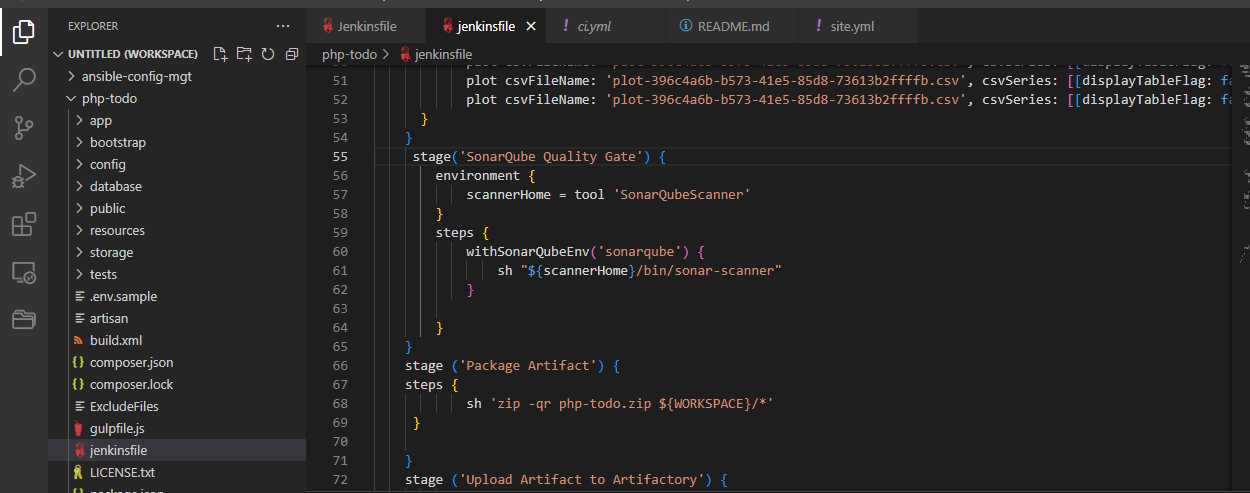 EXPLORER
UNTITLED (WORKSPACE)
ansible-config-mgt
php-todo
app
bootstrap
config
database
public
resources
storage
tests
.env.sample
artisan
build.xml
composer.json
composer.lock
ExcludeFiles
gulpfile.js
jenkinsfile
LICENSE.txt
Jenkinsfile
jenkinsfile
! ci.yml
README.md
! site.yml
php-todo > jenkinsfile
51 plot csvFileName: 'plot-396c4a6b-b573-41e5-85d8-73613b2ffffb.csv', csvSeries: [[displayTableFlag: fa
52 plot csvFileName: 'plot-396c4a6b-b573-41e5-85d8-73613b2ffffb.csv', csvSeries: [[displayTableFlag: fa
53 }
54 }
55 stage('SonarQube Quality Gate') {
56 environment {
57 scannerHome = tool 'SonarQubeScanner'
58 }
59 steps {
60 withSonarQubeEnv('sonarqube') {
61 sh "${scannerHome}/bin/sonar-scanner"
62 }
63
64 }
65 }
66 stage ('Package Artifact') {
67 steps {
68 sh 'zip -qr php-todo.zip ${WORKSPACE}/*'
69 }
70
71 }
72 stage ('Upload Artifact to Artifactory') {